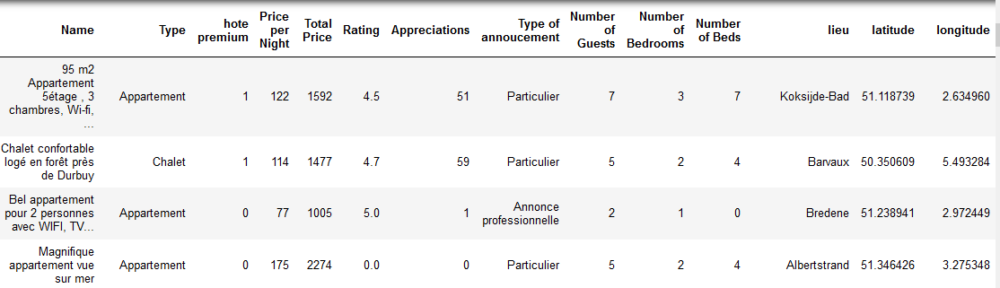 Name Type hote premium Price per Night Total Price Rating Appreciations Type of annoucement Number of Guests Number of Bedrooms Number of Beds lieu latitude longitude
95 m2 Appartement 5étage , 3 chambres, Wi-fi, ... Appartement 1 122 1592 4.5 51 Particulier 7 3 7 Koksijde-Bad 51.118739 2.634960
Chalet confortable logé en forêt près de Durbuy Chalet 1 114 1477 4.7 59 Particulier 5 2 4 Barvaux 50.350609 5.493284
Bel appartement pour 2 personnes avec WIFI, TV... Appartement 0 77 1005 5.0 1 Annonce professionnelle 2 1 0 Bredene 51.238941 2.972449
Magnifique appartement vue sur mer Appartement 0 175 2274 0.0 0 Particulier 5 2 4 Albertstrand 51.346426 3.275348